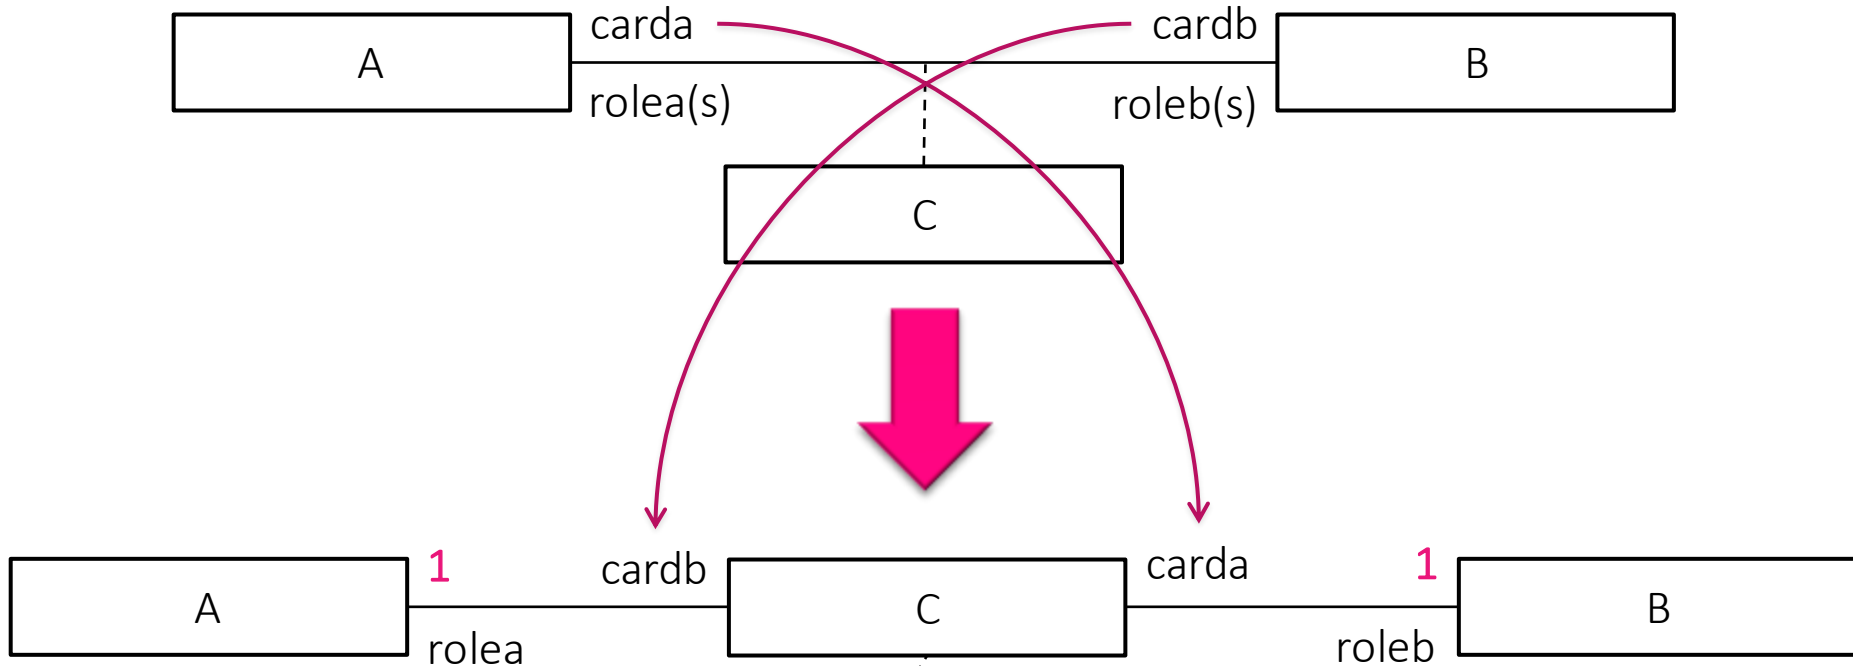 carda cardb
A B
rolea(s) roleb(s)
C
1 cardb carda 1
A C B
rolea roleb